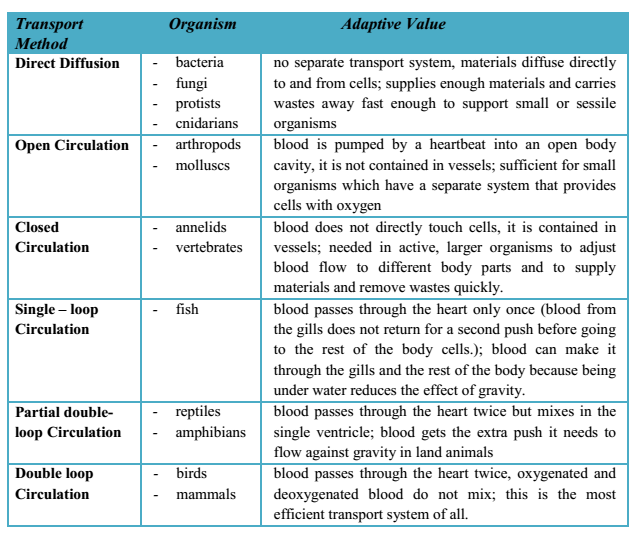 Transport Method
Organism
Adaptive Value
Direct Diffusion
- bacteria
- fungi
- protists
- cnidarians
no separate transport system, materials diffuse directly
to and from cells; supplies enough materials and carries
wastes away fast enough to support small or sessile
organisms
Open Circulation
- arthropods
- molluscs
blood is pumped by a heartbeat into an open body
cavity, it is not contained in vessels; sufficient for small
organisms which have a separate system that provides
cells with oxygen
Closed
Circulation
- annelids
- vertebrates
blood does not directly touch cells, it is contained in
vessels; needed in active, larger organisms to adjust
blood flow to different body parts and to supply
materials and remove wastes quickly.
Single – loop
Circulation
- fish
blood passes through the heart only once (blood from
the gills does not return for a second push before going
to the rest of the body cells.); blood can make it
through the gills and the rest of the body because being
under water reduces the effect of gravity.
Partial double-
loop Circulation
- reptiles
- amphibians
blood passes through the heart twice but mixes in the
single ventricle; blood gets the extra push it needs to
flow against gravity in land animals
Double loop
Circulation
- birds
- mammals
blood passes through the heart twice, oxygenated and
deoxygenated blood do not mix; this is the most
efficient transport system of all.